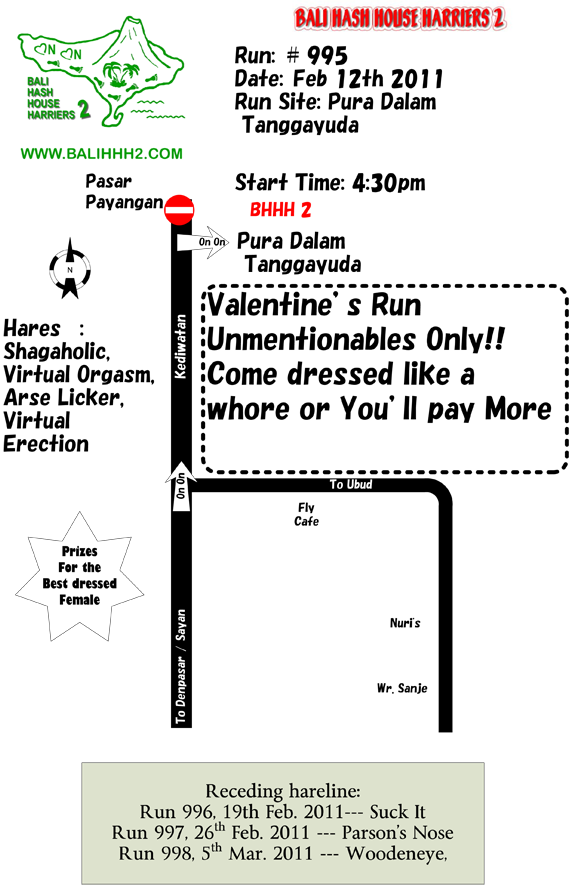 BALI HASH HOUSE HARRIERS 2
N
N
BALI
HASH
HOUSE
HARRIERS 2
WWW.BALIHHH2.COM
Run: # 995
Date: Feb 12th 2011
Run Site: Pura Dalam
Tanggayuda
Start Time: 4:30pm
BHHH 2
Pasar
Payangan
On On
Pura Dalam
Tanggayuda
N
Kediwatan
Hares :
Shagaholic,
Virtual Orgasm,
Arse Licker,
Virtual
Erection
Valentine's Run
Unmentionables Only!!
Come dressed like a
whore or You'll pay More
On On
To Ubud
Fly
Cafe
Prizes
For the
Best dressed
Female
Nuri's
Wr. Sanje
To Denpasar / Sayan
Receding hareline:
Run 996, 19th Feb. 2011--- Suck It
Run 997, 26th Feb. 2011 --- Parson's Nose
Run 998, 5th Mar. 2011 --- Woodeneye,